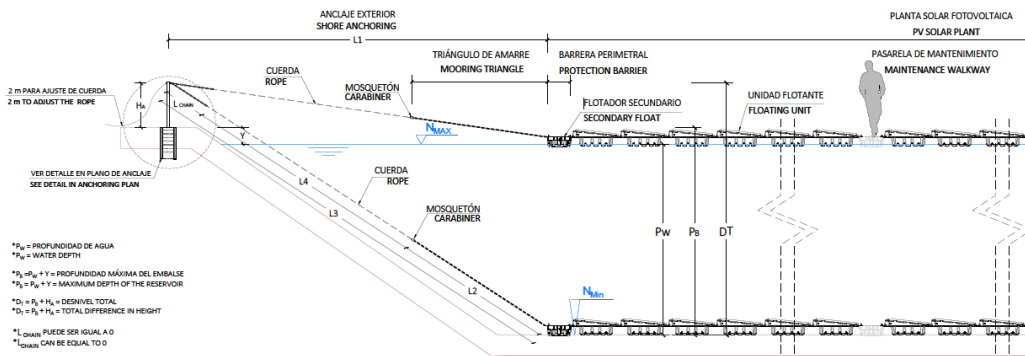 ANCLAJE EXTERIOR
SHORE ANCHORING
L1
PLANTA SOLAR FOTOVOLTAICA
PV SOLAR PLANT
TRIÁNGULO DE AMARRE
MOORING TRIANGLE
BARRERA PERIMETRAL
PROTECTION BARRIER
PASARELA DE MANTENIMIENTO
MAINTENANCE WALKWAY
CUERDA
ROPE
MOSQUETÓN
CARABINER
FLOTADOR SECUNDARIO
SECONDARY FLOAT
UNIDAD FLOTANTE
FLOATING UNIT
2 m PARA AJUSTE DE CUERDA
2 m TO ADJUST THE ROPE
HA
L CHAIN
Y
NMAX
VER DETALLE EN PLANO DE ANCLAJE
SEE DETAIL IN ANCHORING PLAN
L4
L3
CUERDA
ROPE
MOSQUETÓN
CARABINER
L2
PW
PB
DT
NMin
*PW = PROFUNDIDAD DE AGUA
*PW = WATER DEPTH
*PB =PW + Y = PROFUNDIDAD MÁXIMA DEL EMBALSE
*PB = PW + Y = MAXIMUM DEPTH OF THE RESERVOIR
*DT = PB + HA = DESNIVEL TOTAL
*DT = PB + HA = TOTAL DIFFERENCE IN HEIGHT
*L CHAIN PUEDE SER IGUAL A 0
*LCHAIN CAN BE EQUAL TO 0